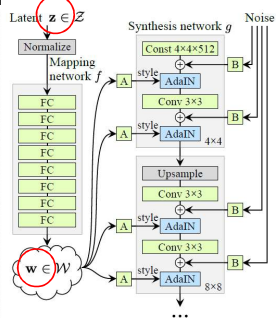 Latent z ∈ Z
Normalize
Mapping
network f
FC
FC
FC
FC
FC
FC
FC
FC
w ∈ W
Synthesis network g
Noise
Const 4×4×512
B
A
style
AdaIN
Conv 3×3
B
A
style
AdaIN
4×4
Upsample
Conv 3×3
B
A
style
AdaIN
Conv 3×3
B
A
style
AdaIN
8×8
...